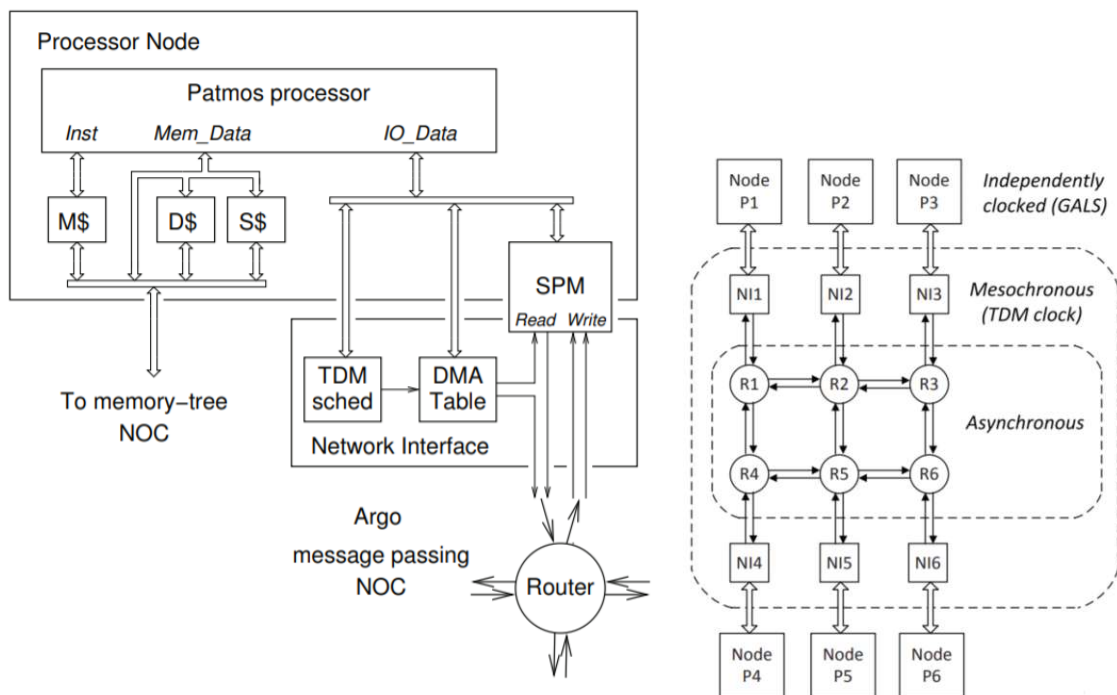 Processor Node
Patmos processor
Inst Mem_Data IO_Data
M$ D$ S$
SPM
Read Write
TDM
sched
DMA
Table
Network Interface
To memory−tree
NOC
Argo
message passing
NOC
Router
Node
P1
Node
P2
Node
P3
Independently
clocked (GALS)
NI1 NI2 NI3
Mesochronous
(TDM clock)
R1 R2 R3
Asynchronous
R4 R5 R6
NI4 NI5 NI6
Node
P4
Node
P5
Node
P6